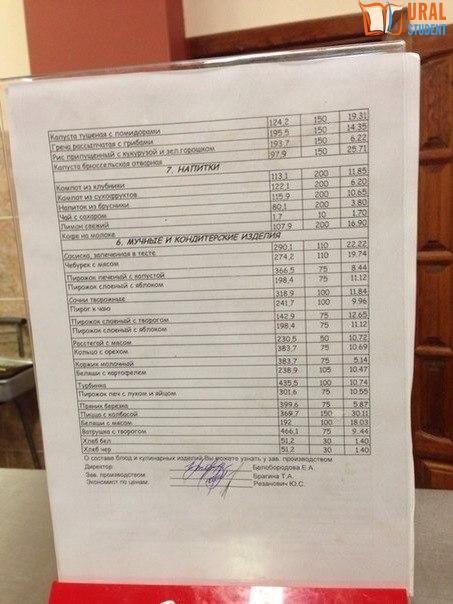 URAL
STUDENT
Капуста тушеная с помидорами 124,2 150 19.31
Греча рассыпчатая с грибами 195,5 150 14.35
Рис припущенный с кукурузой и зел.горошком 193,7 150 6.22
Капуста брюссельская отварная 97,9 150 25.71
7. НАПИТКИ
Компот из клубники 113,1 200 11.85
Компот из сухофруктов 122,1 200 6.20
Напиток из брусники 115,9 200 10.65
Чай с сахаром 80,1 200 3.80
Лимон свежий 1,7 10 1.70
Кофе на молоке 107,9 200 16.90
6. МУЧНЫЕ И КОНДИТЕРСКИЕ ИЗДЕЛИЯ
Сосиска, запеченная в тесте 290,1 110 22.22
Чебурек с мясом 274,2 110 19.74
Пирожок печеный с капустой 366,5 75 8.44
Пирожок слоеный с яблоком 198,4 75 11.12
Сочни творожные 318,9 100 11.84
Пирог к чаю 241,7 100 9.96
Пирожок слоеный с творогом 142,9 75 12.65
Пирожок слоеный с яблоком 198,4 75 11.12
Расстегай с мясом 230,5 50 10.72
Кольцо с орехом 383,7 75 10.69
Коржик молочный 383,7 75 5.14
Беляши с картофелем 238,9 105 10.47
Турбинка 435,5 100 10.74
Пирожок печ с луком и яйцом 301,6 75 10.55
Пряник березка 399,6 75 5.87
Пицца с колбасой 369,7 150 30.11
Беляши с мясом 192 100 18.03
Ватрушка с творогом 466,1 75 9.44
Хлеб бел 51,2 30 1.40
Хлеб чер 51,2 30 1.40
О составе блюд и кулинарных изделий Вы можете узнать у зав. производством
Директор Белобородова Е.А.
Зав. производством Брагина Т.А.
Экономист по ценам: Резанович Ю.С.